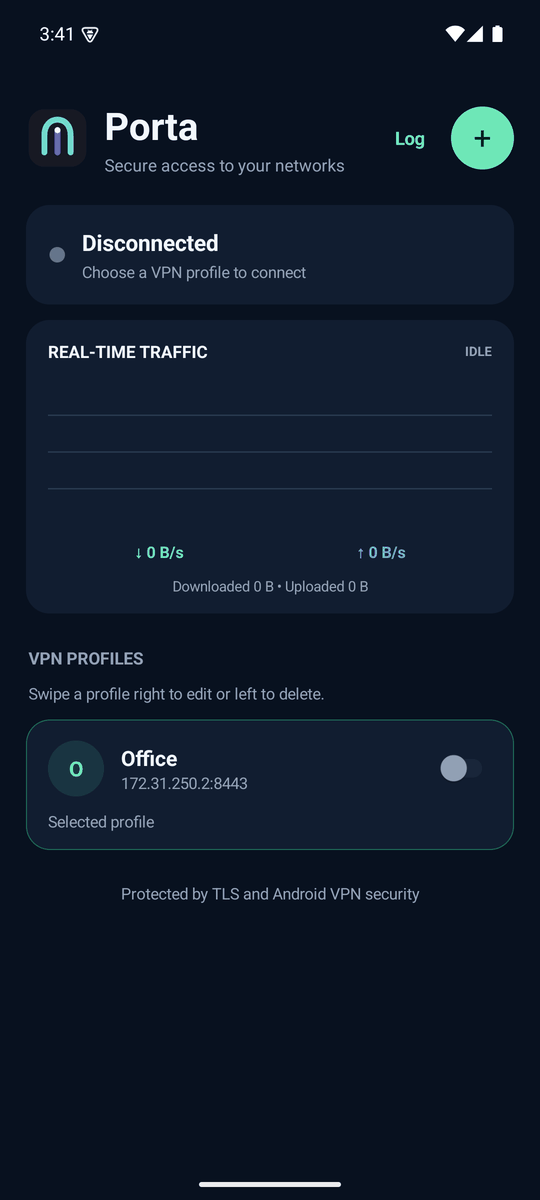 3:41
Porta
Log
+
Secure access to your networks
Disconnected
Choose a VPN profile to connect
REAL-TIME TRAFFIC
IDLE
↓ 0 B/s
↑ 0 B/s
Downloaded 0 B • Uploaded 0 B
VPN PROFILES
Swipe a profile right to edit or left to delete.
O
Office
172.31.250.2:8443
Selected profile
Protected by TLS and Android VPN security